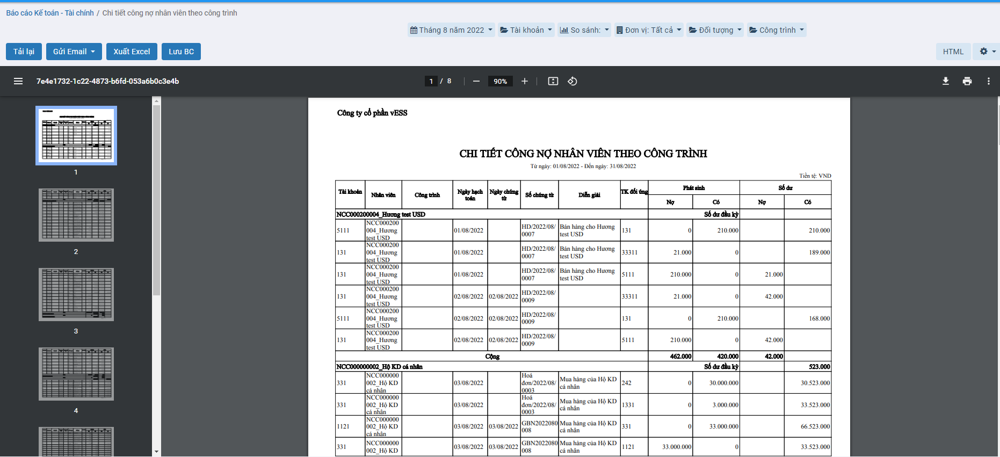 Báo cáo Kế toán - Tài chính / Chi tiết công nợ nhân viên theo công trình
Tháng 8 năm 2022 Tài khoản So sánh: Đơn vị: Tất cả Đối tượng Công trình
Tải lại Gửi Email Xuất Excel Lưu BC HTML
7e4e1732-1c22-4873-b6fd-053a6b0c3e4b 1 / 8 90%
1
2
3
4
Công ty cổ phần vESS
CHI TIẾT CÔNG NỢ NHÂN VIÊN THEO CÔNG TRÌNH
Từ ngày: 01/08/2022 - Đến ngày: 31/08/2022
Tiền tệ: VND
Tài khoản Nhân viên Công trình Ngày hạch toán Ngày chứng từ Số chứng từ Diễn giải TK đối ứng Phát sinh Số dư
Nợ Có Nợ Có
NCC000200004_Hương test USD Số dư đầu kỳ
5111 NCC000200004_Hương test USD 01/08/2022 HD/2022/08/0007 Bán hàng cho Hương test USD 131 0 210.000 210.000
131 NCC000200004_Hương test USD 01/08/2022 HD/2022/08/0007 Bán hàng cho Hương test USD 33311 21.000 0 189.000
131 NCC000200004_Hương test USD 01/08/2022 HD/2022/08/0007 Bán hàng cho Hương test USD 5111 210.000 0 21.000
131 NCC000200004_Hương test USD 02/08/2022 02/08/2022 HD/2022/08/0009 33311 21.000 0 42.000
5111 NCC000200004_Hương test USD 02/08/2022 02/08/2022 HD/2022/08/0009 131 0 210.000 168.000
131 NCC000200004_Hương test USD 02/08/2022 02/08/2022 HD/2022/08/0009 5111 210.000 0 42.000
Cộng 462.000 420.000 42.000
NCC000000002_Hộ KD cá nhân Số dư đầu kỳ 523.000
331 NCC000000002_Hộ KD cá nhân 03/08/2022 Hoá đơn/2022/08/0003 Mua hàng của Hộ KD cá nhân 242 0 30.000.000 30.523.000
331 NCC000000002_Hộ KD cá nhân 03/08/2022 Hoá đơn/2022/08/0003 Mua hàng của Hộ KD cá nhân 1331 0 3.000.000 33.523.000
1121 NCC000000002_Hộ KD cá nhân 03/08/2022 03/08/2022 GBN2022080008 Mua hàng của Hộ KD cá nhân 331 0 33.000.000 66.523.000
331 NCC000000002_Hộ KD 03/08/2022 03/08/2022 GBN2022080008 Mua hàng của Hộ KD cá nhân 1121 33.000.000 0 33.523.000